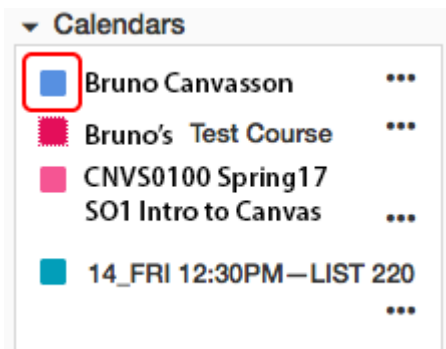 Calendars
Bruno Canvasson
Bruno's Test Course
CNVS0100 Spring17
SO1 Intro to Canvas
14_FRI 12:30PM—LIST 220